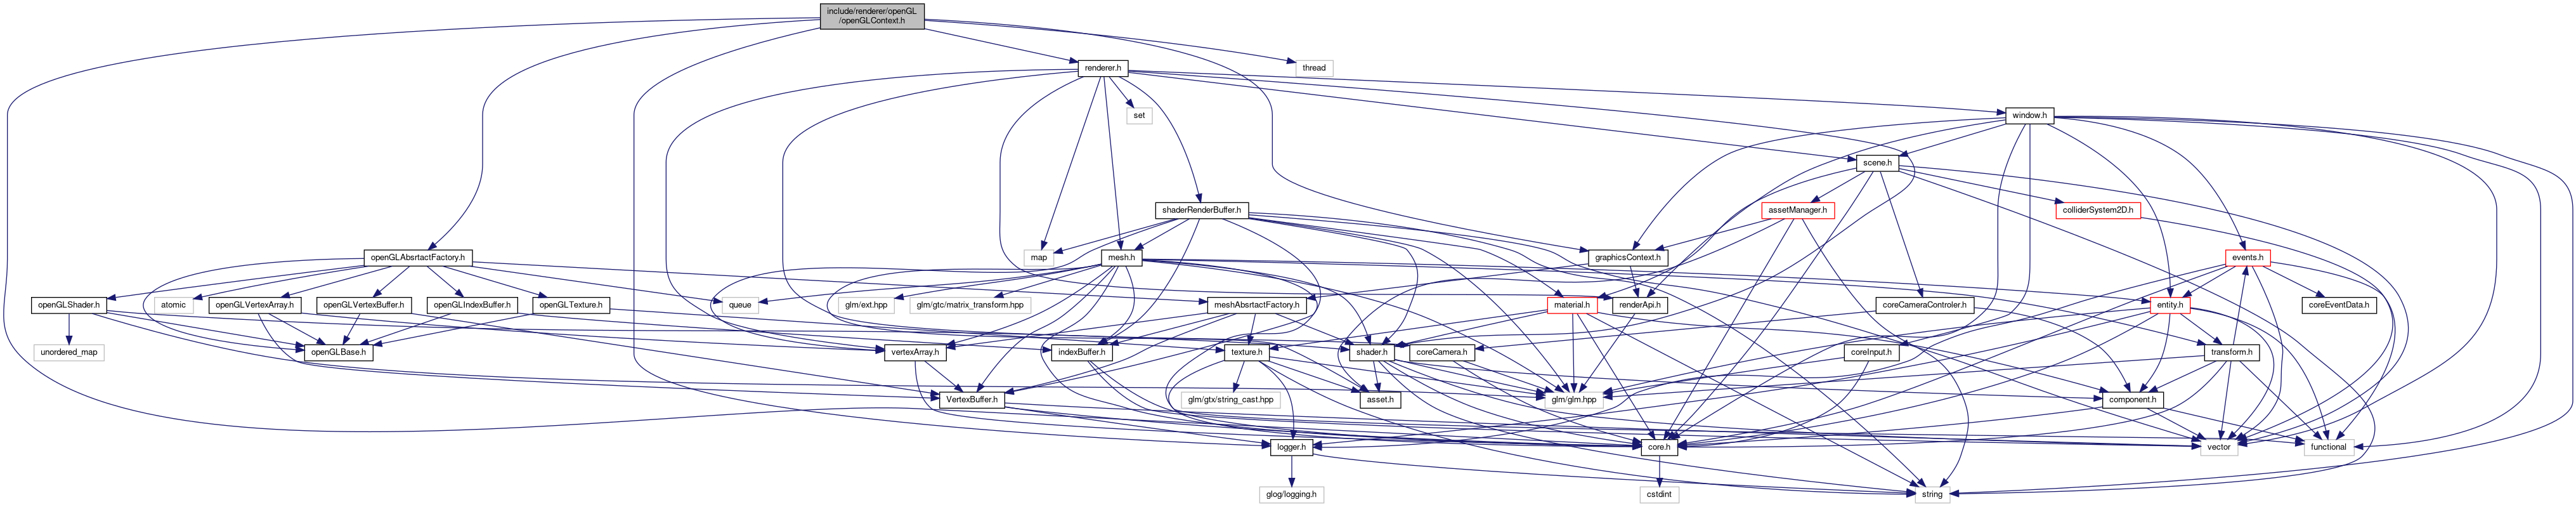 include/renderer/openGL
/openGLContext.h
renderer.h
thread
set
window.h
scene.h
shaderRenderBuffer.h
assetManager.h
colliderSystem2D.h
openGLAbsrtactFactory.h
map
mesh.h
graphicsContext.h
events.h
openGLShader.h
atomic
openGLVertexArray.h
openGLVertexBuffer.h
openGLIndexBuffer.h
openGLTexture.h
queue
glm/ext.hpp
glm/gtc/matrix_transform.hpp
meshAbsrtactFactory.h
material.h
renderApi.h
coreCameraControler.h
entity.h
coreEventData.h
unordered_map
openGLBase.h
vertexArray.h
indexBuffer.h
texture.h
shader.h
coreCamera.h
coreInput.h
transform.h
VertexBuffer.h
glm/gtx/string_cast.hpp
asset.h
glm/glm.hpp
component.h
logger.h
core.h
vector
functional
glog/logging.h
cstdint
string